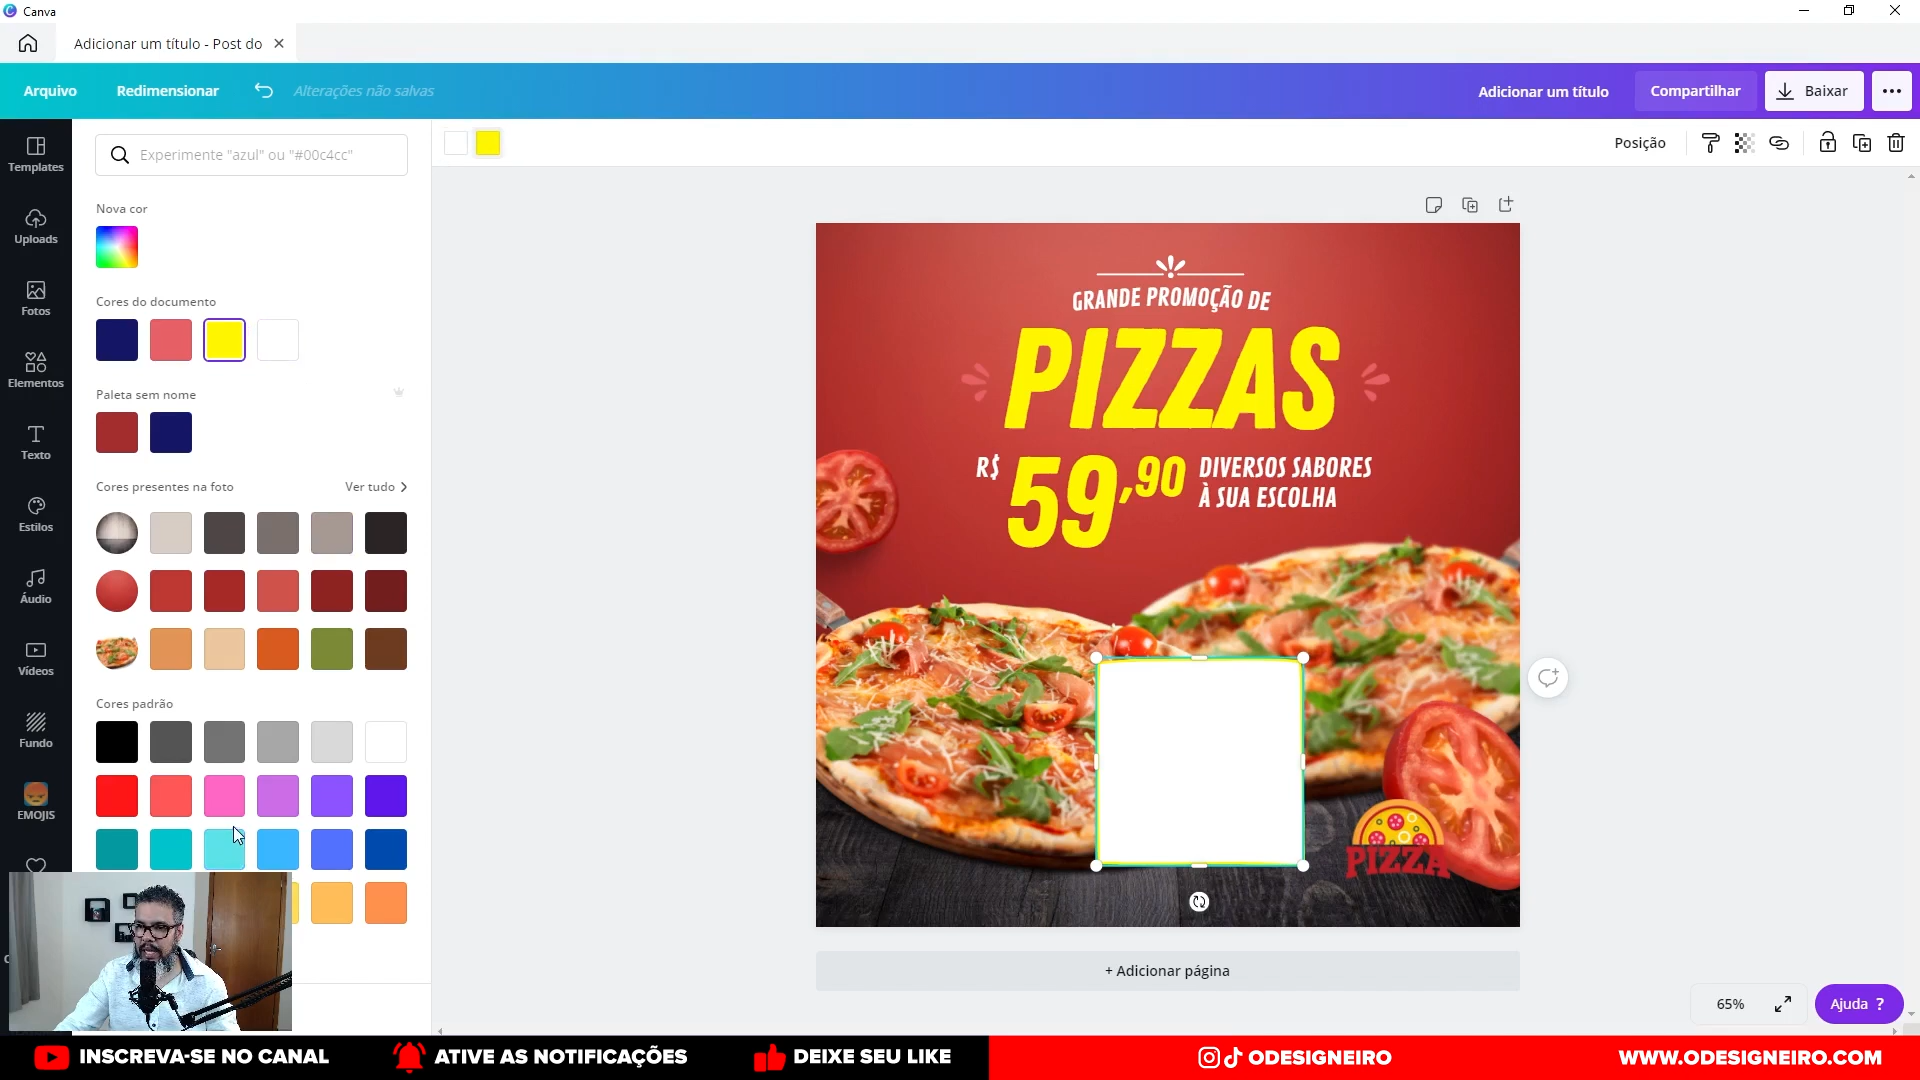 Canva
Adicionar um título - Post do
Arquivo
Redimensionar
Alterações não salvas
Adicionar um título
Compartilhar
Baixar
Templates
Uploads
Fotos
Elementos
Texto
Estilos
Áudio
Vídeos
Fundo
EMOJIS
Experimente "azul" ou "#00c4cc"
Nova cor
Cores do documento
Paleta sem nome
Cores presentes na foto
Ver tudo
Cores padrão
Posição
GRANDE PROMOÇÃO DE
PIZZAS
R$ 59,90
DIVERSOS SABORES
À SUA ESCOLHA
PIZZA
+ Adicionar página
65%
Ajuda ?
INSCREVA-SE NO CANAL
ATIVE AS NOTIFICAÇÕES
DEIXE SEU LIKE
ODESIGNEIRO
WWW.ODESIGNEIRO.COM